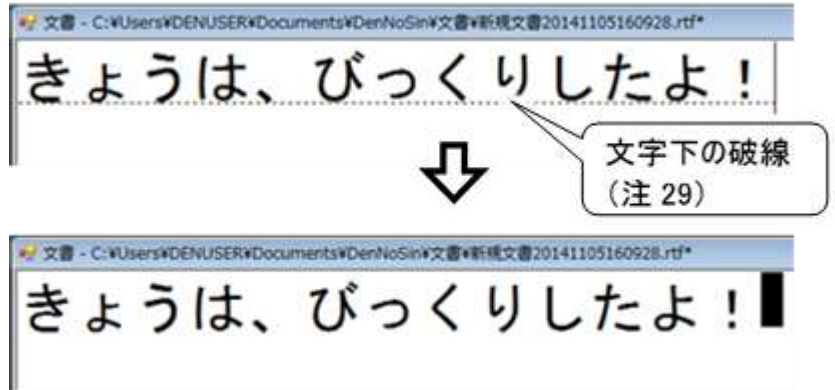 文書 - C:¥Users¥DENUSER¥Documents¥DenNoSin¥文書¥新規文書20141105160928.rtf*
きょうは、びっくりしたよ！
文字下の破線
（注 29）
文書 - C:¥Users¥DENUSER¥Documents¥DenNoSin¥文書¥新規文書20141105160928.rtf*
きょうは、びっくりしたよ！